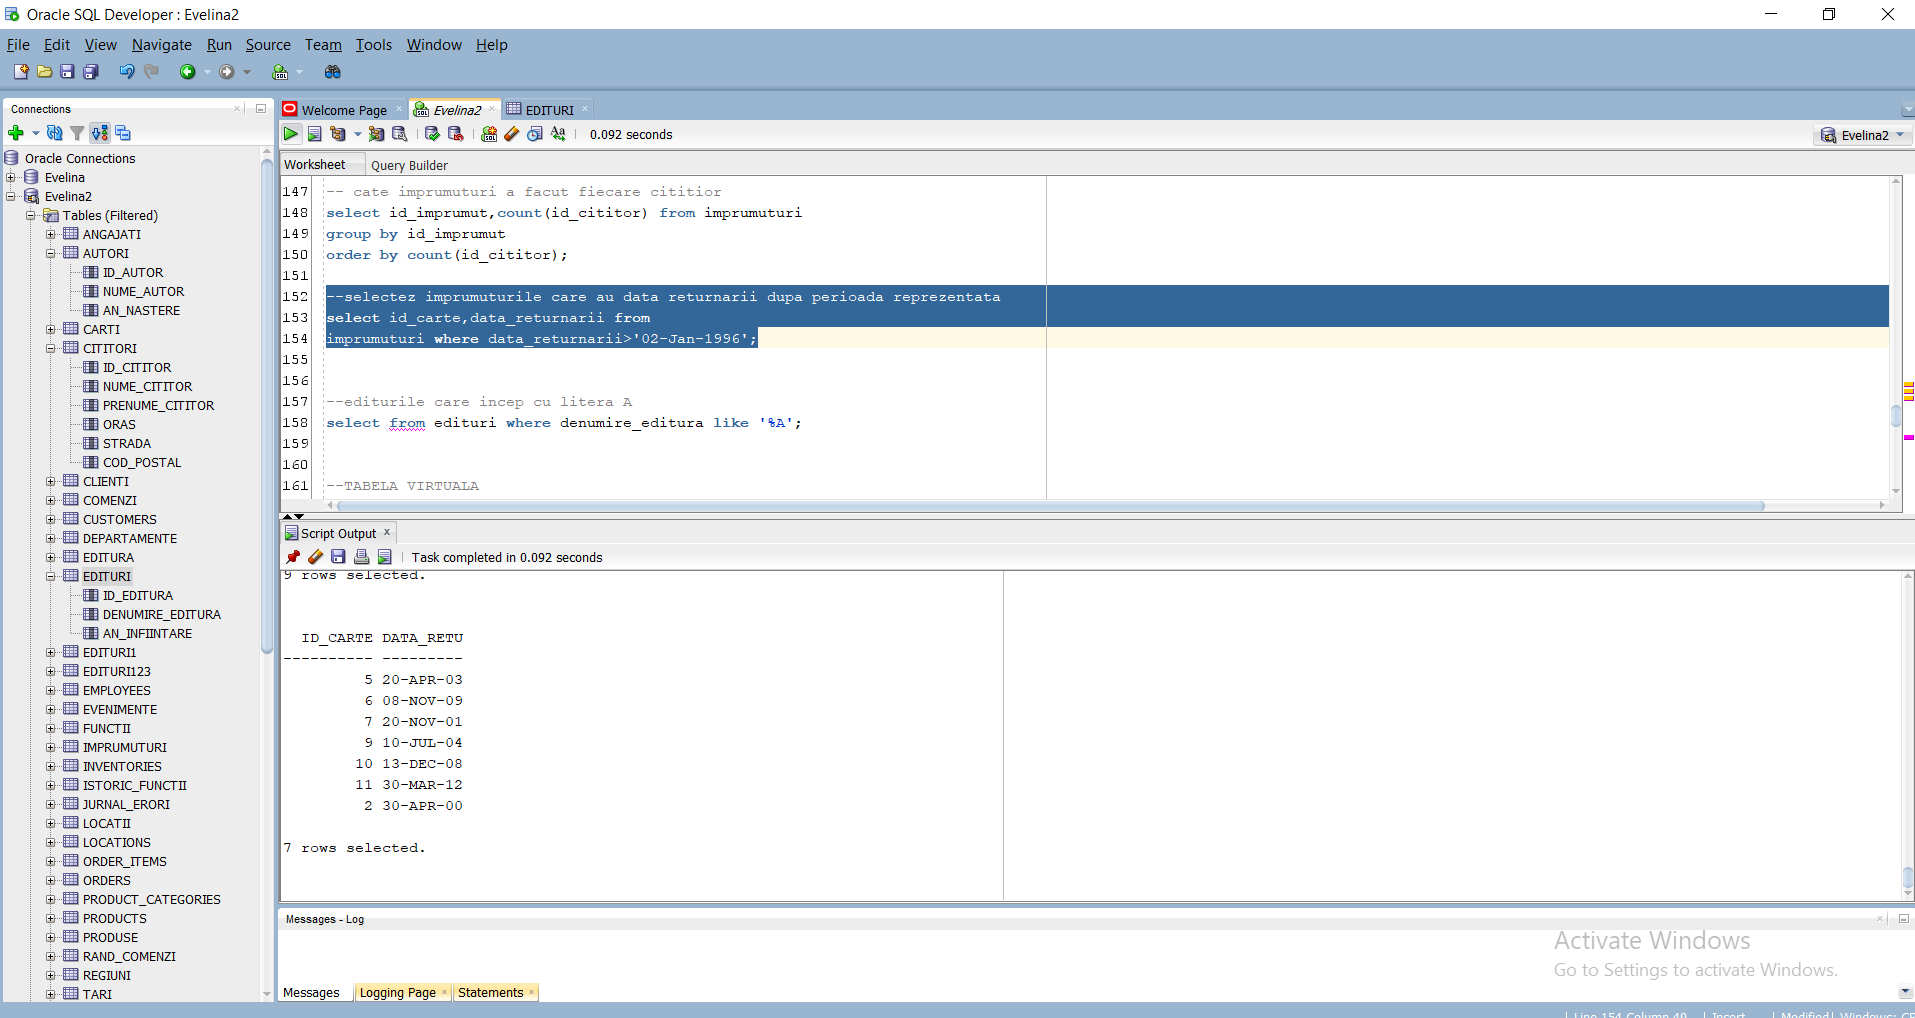 Oracle SQL Developer : Evelina2
File Edit View Navigate Run Source Team Tools Window Help
Connections
Oracle Connections
Evelina
Evelina2
Tables (Filtered)
ANGAJATI
AUTORI
ID_AUTOR
NUME_AUTOR
AN_NASTERE
CARTI
CITITORI
ID_CITITOR
NUME_CITITOR
PRENUME_CITITOR
ORAS
STRADA
COD_POSTAL
CLIENTI
COMENZI
CUSTOMERS
DEPARTAMENTE
EDITURA
EDITURI
ID_EDITURA
DENUMIRE_EDITURA
AN_INFIINTARE
EDITURI1
EDITURI123
EMPLOYEES
EVENIMENTE
FUNCTII
IMPRUMUTURI
INVENTORIES
ISTORIC_FUNCTII
JURNAL_ERORI
LOCATII
LOCATIONS
ORDER_ITEMS
ORDERS
PRODUCT_CATEGORIES
PRODUCTS
PRODUSE
RAND_COMENZI
REGIUNI
TARI
Welcome Page Evelina2 EDITURI
0.092 seconds
Evelina2
Worksheet Query Builder
147 -- cate imprumuturi a facut fiecare cititior
148 select id_imprumut,count(id_cititor) from imprumuturi
149 group by id_imprumut
150 order by count(id_cititor);
151
152 --selectez imprumuturile care au data returnarii dupa perioada reprezentata
153 select id_carte,data_returnarii from
154 imprumuturi where data_returnarii>'02-Jan-1996';
155
156
157 --editurile care incep cu litera A
158 select from edituri where denumire_editura like '%A';
159
160
161 --TABELA VIRTUALA
Script Output
Task completed in 0.092 seconds
9 rows selected.
ID_CARTE DATA_RETU
---------- ---------
5 20-APR-03
6 08-NOV-09
7 20-NOV-01
9 10-JUL-04
10 13-DEC-08
11 30-MAR-12
2 30-APR-00
7 rows selected.
Messages - Log
Activate Windows
Go to Settings to activate Windows.
Messages Logging Page Statements
Line 154 Column 49 Insert Modified Windows: